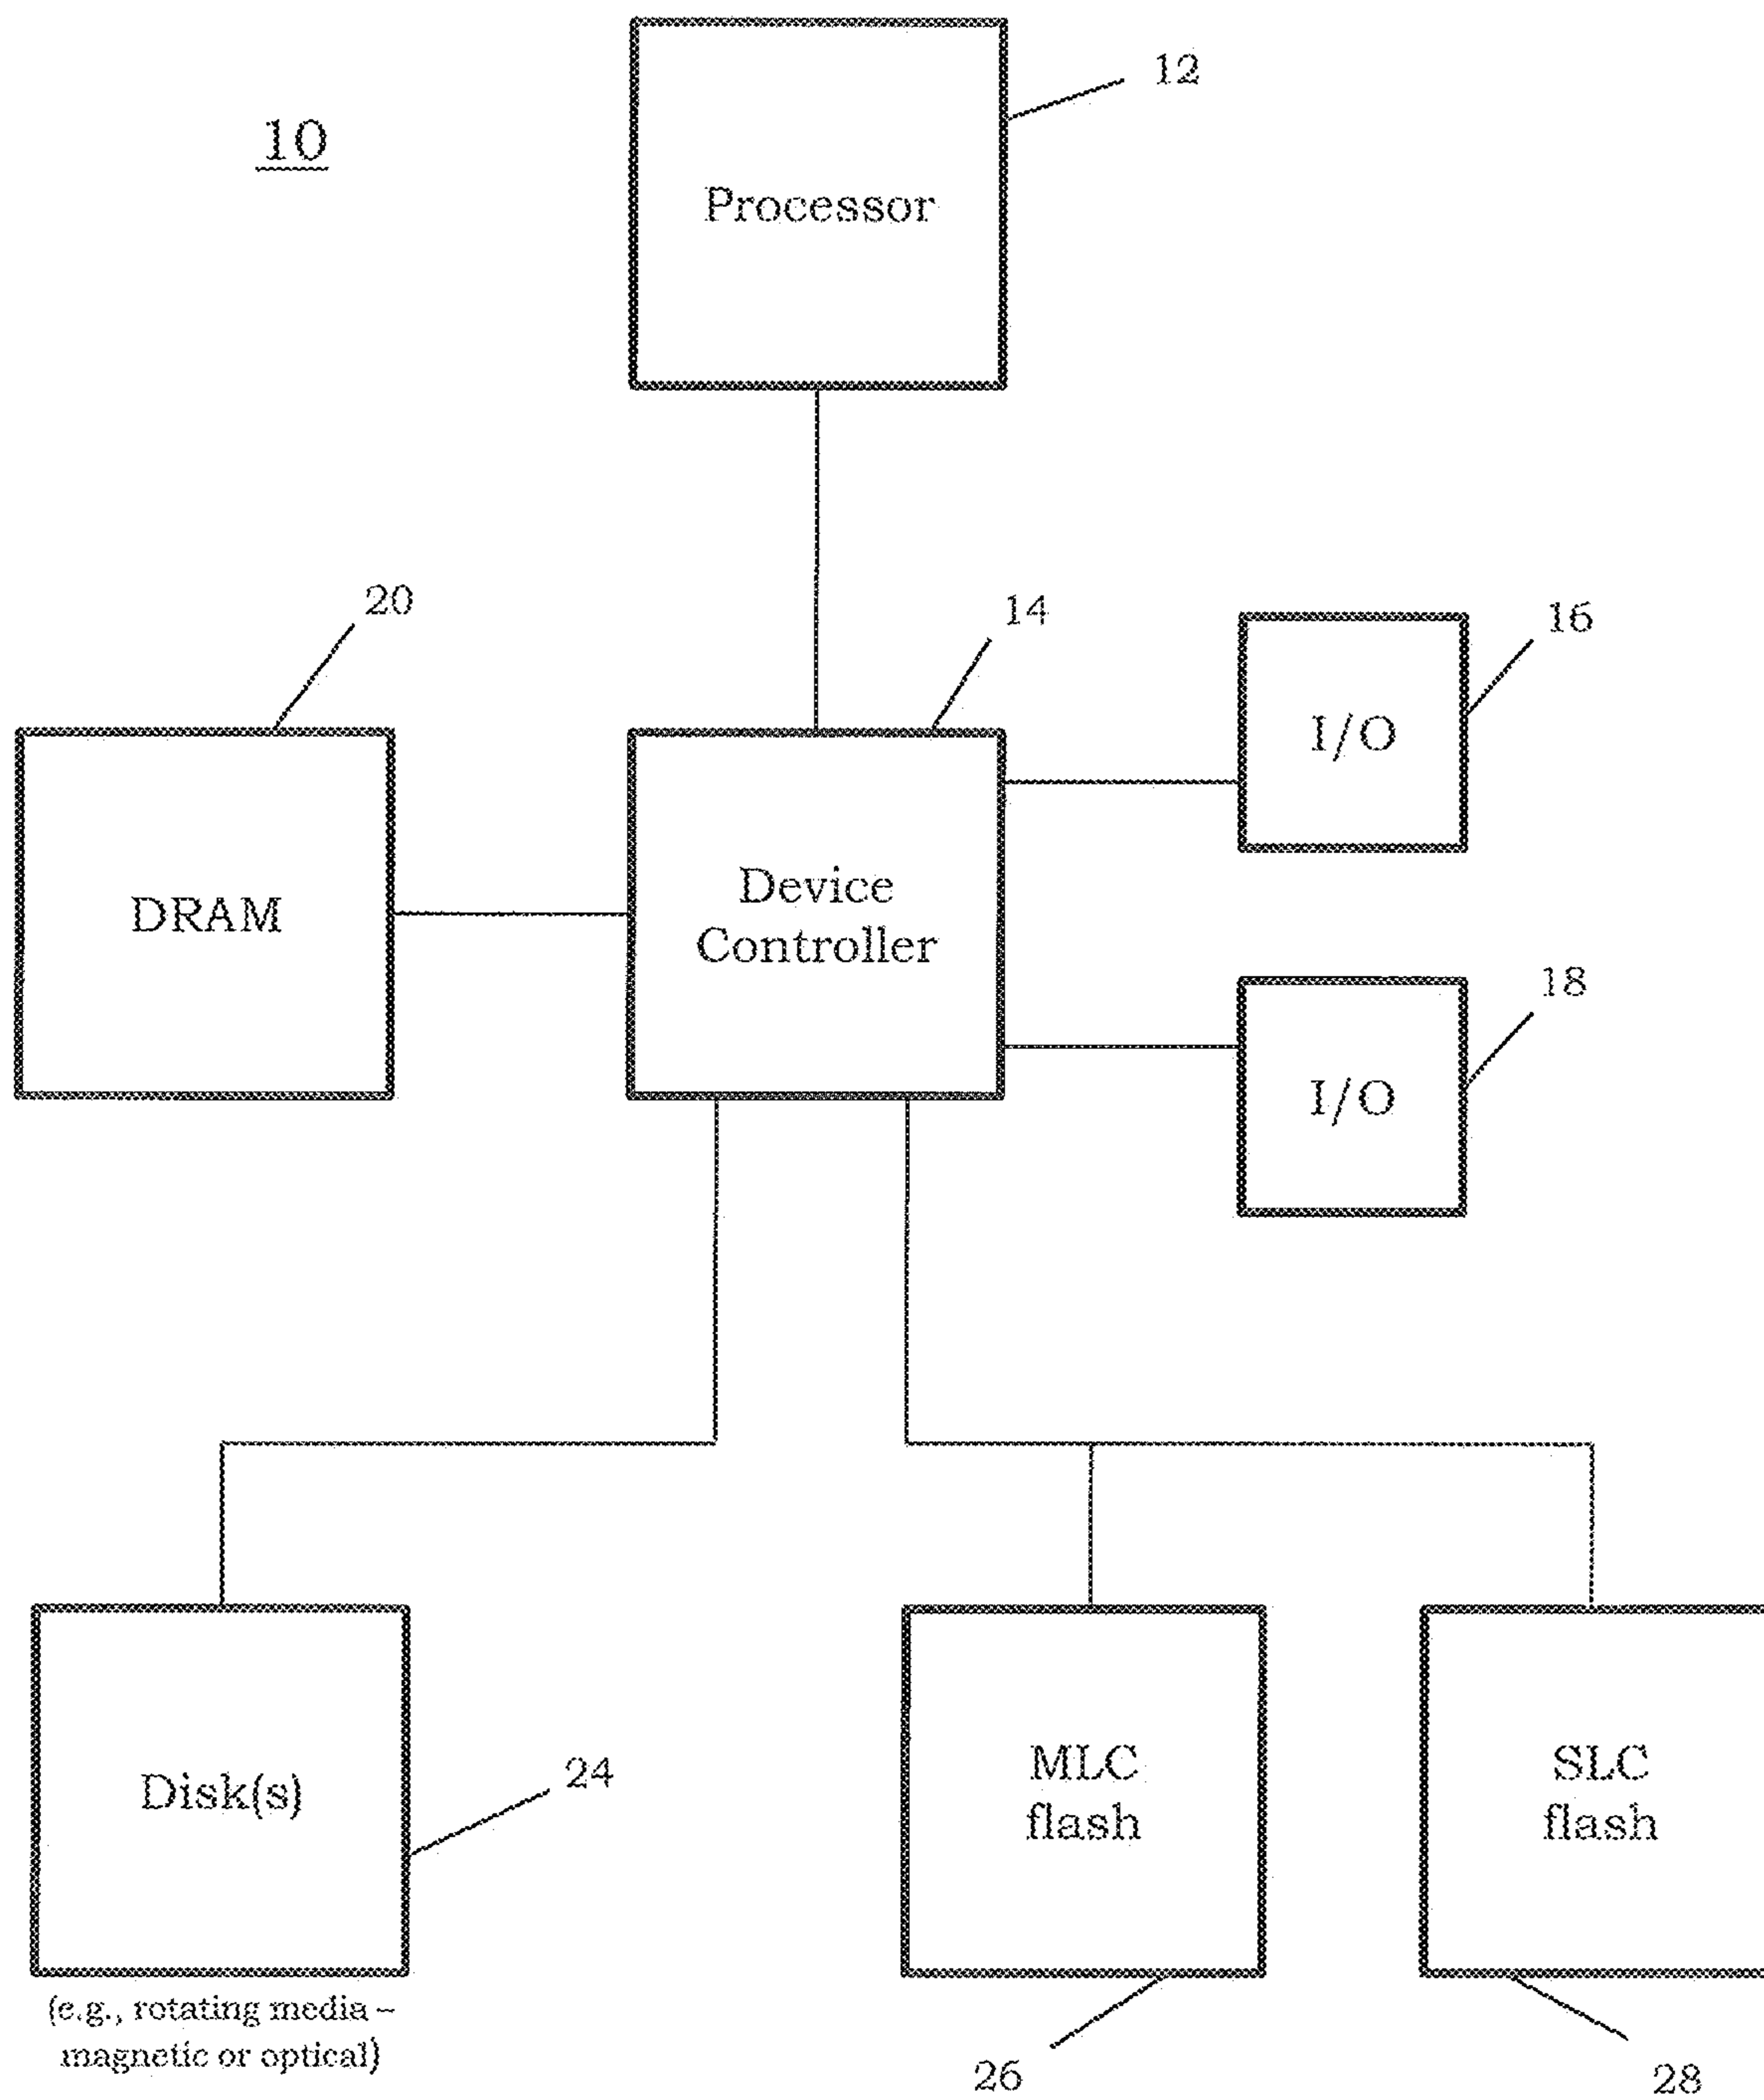 12
10
Processor
20
14
16
I/O
DRAM
Device
Controller
18
I/O
Disk(s)
24
MLC
flash
SLC
flash
(e.g., rotating media –
magnetic or optical)
26
28